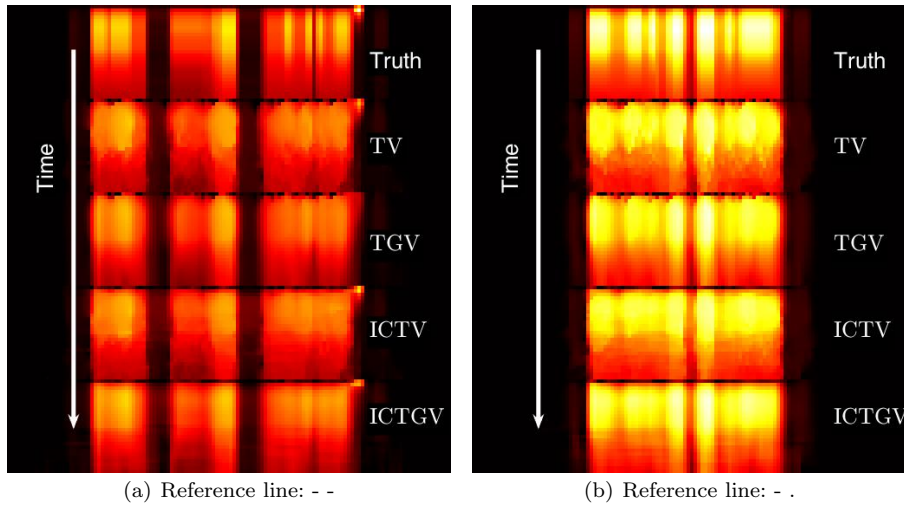 Time
Truth
TV
TGV
ICTV
ICTGV
(a) Reference line: - -
Time
Truth
TV
TGV
ICTV
ICTGV
(b) Reference line: - .